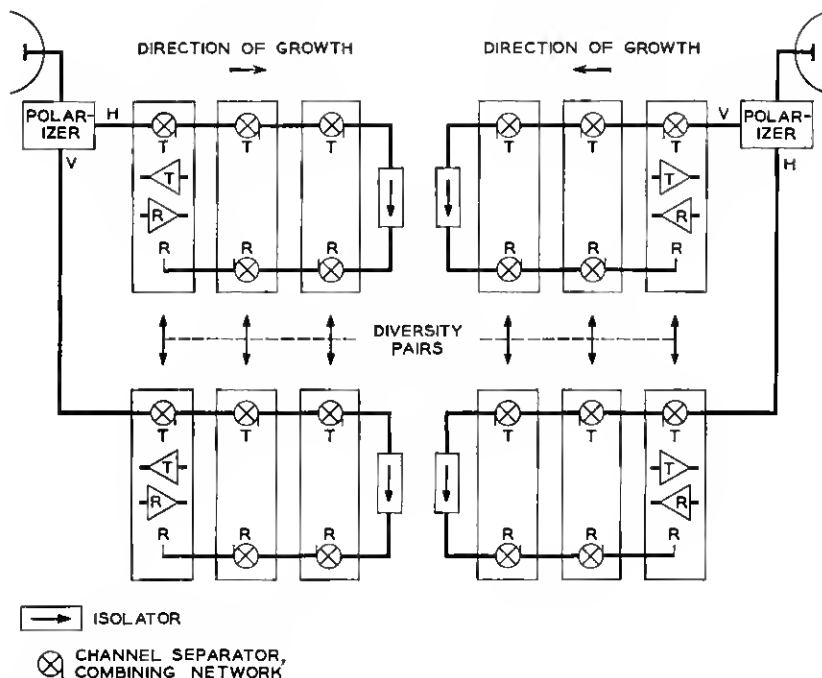 DIRECTION OF GROWTH
DIRECTION OF GROWTH
POLAR-
IZER
H
V
POLAR-
IZER
V
H
T
T
T
T
T
T
T
T
R
R
R
R
R
R
R
R
R
R
DIVERSITY
PAIRS
T
T
T
T
T
T
T
T
R
R
R
R
R
R
R
R
ISOLATOR
CHANNEL SEPARATOR,
COMBINING NETWORK